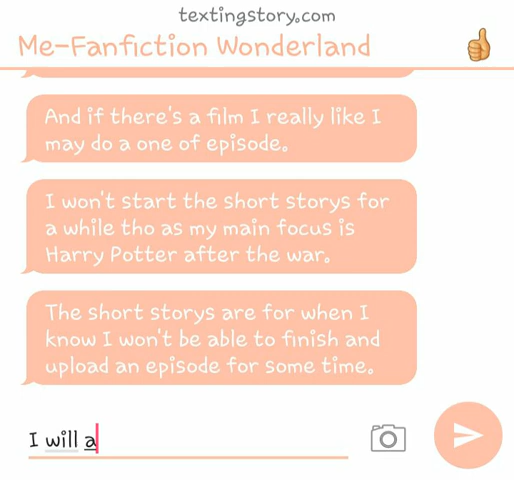 textingstory.com
Me-Fanfiction Wonderland
And if there's a film I really like I
may do a one of episode.
I won't start the short storys for
a while tho as my main focus is
Harry Potter after the war.
The short storys are for when I
know I won't be able to finish and
upload an episode for some time.
I will a